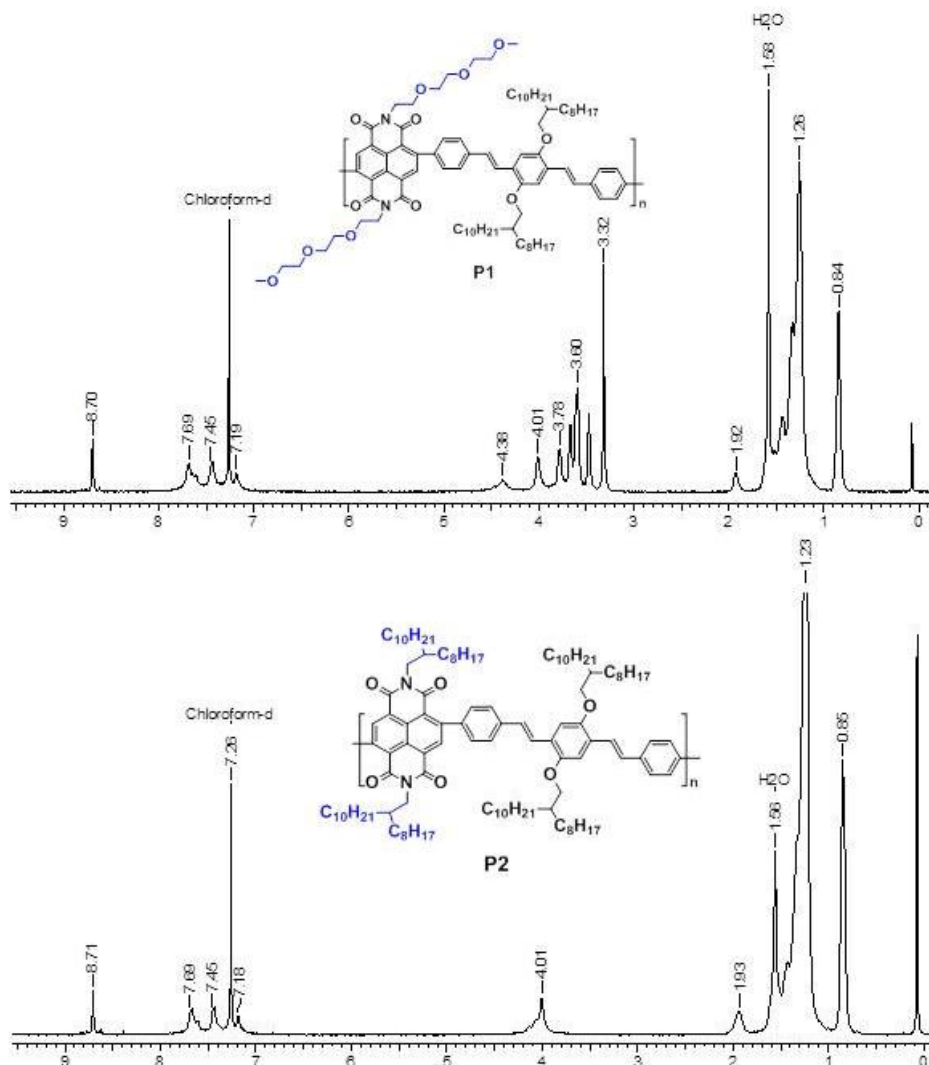 H2O
1.58
N
O
O
O
O
O
C10H21
C8H17
O
1.26
Chloroform-d
O
N
O
O
n
3.32
O
O
O
C10H21
C8H17
P1
0.84
3.60
8.70
7.69
7.45
7.19
4.38
4.01
3.78
1.92
9 8 7 6 5 4 3 2 1 0
1.23
C10H21
C8H17
C10H21
C8H17
O
N
O
O
Chloroform-d
7.26
n
0.85
O
N
O
O
H2O
1.56
C10H21
C8H17
C10H21
C8H17
P2
8.71
7.69
7.45
7.18
4.01
1.93
9 8 7 6 5 4 3 2 1 0